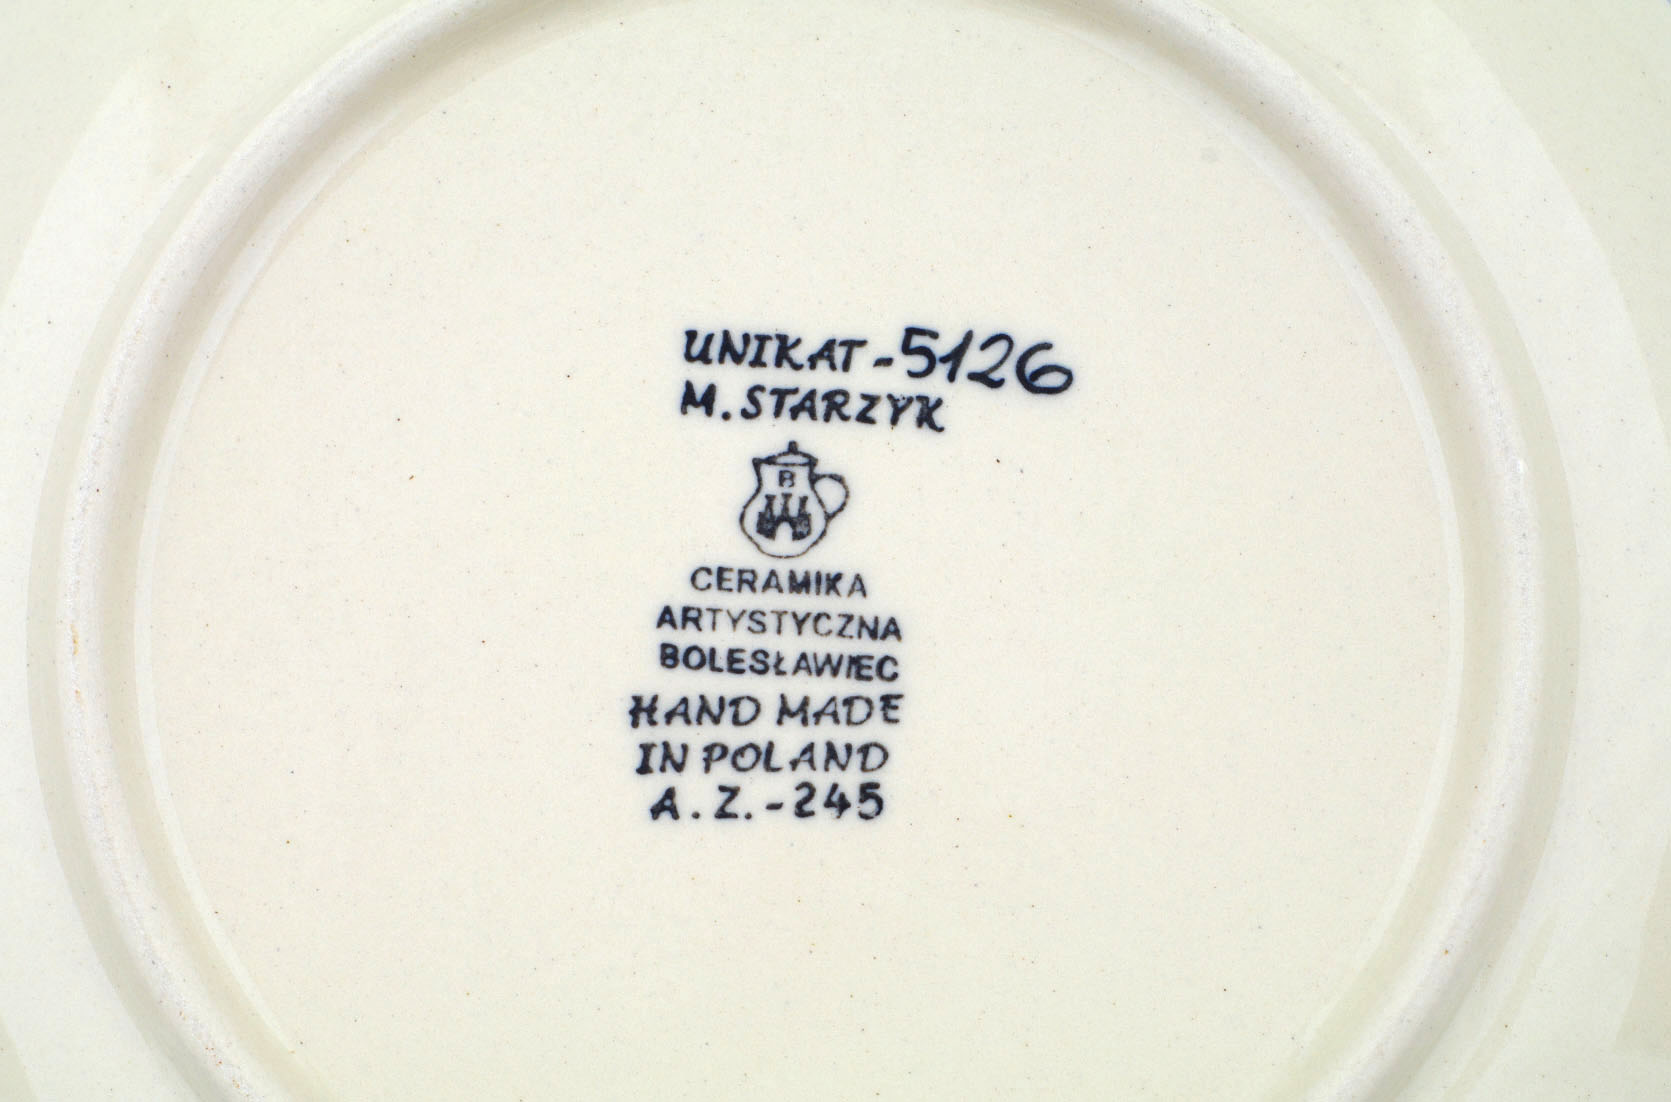 UNIKAT-5126
M. STARZYK
B
CERAMIKA
ARTYSTYCZNA
BOLESŁAWIEC
HAND MADE
IN POLAND
A.Z.-245